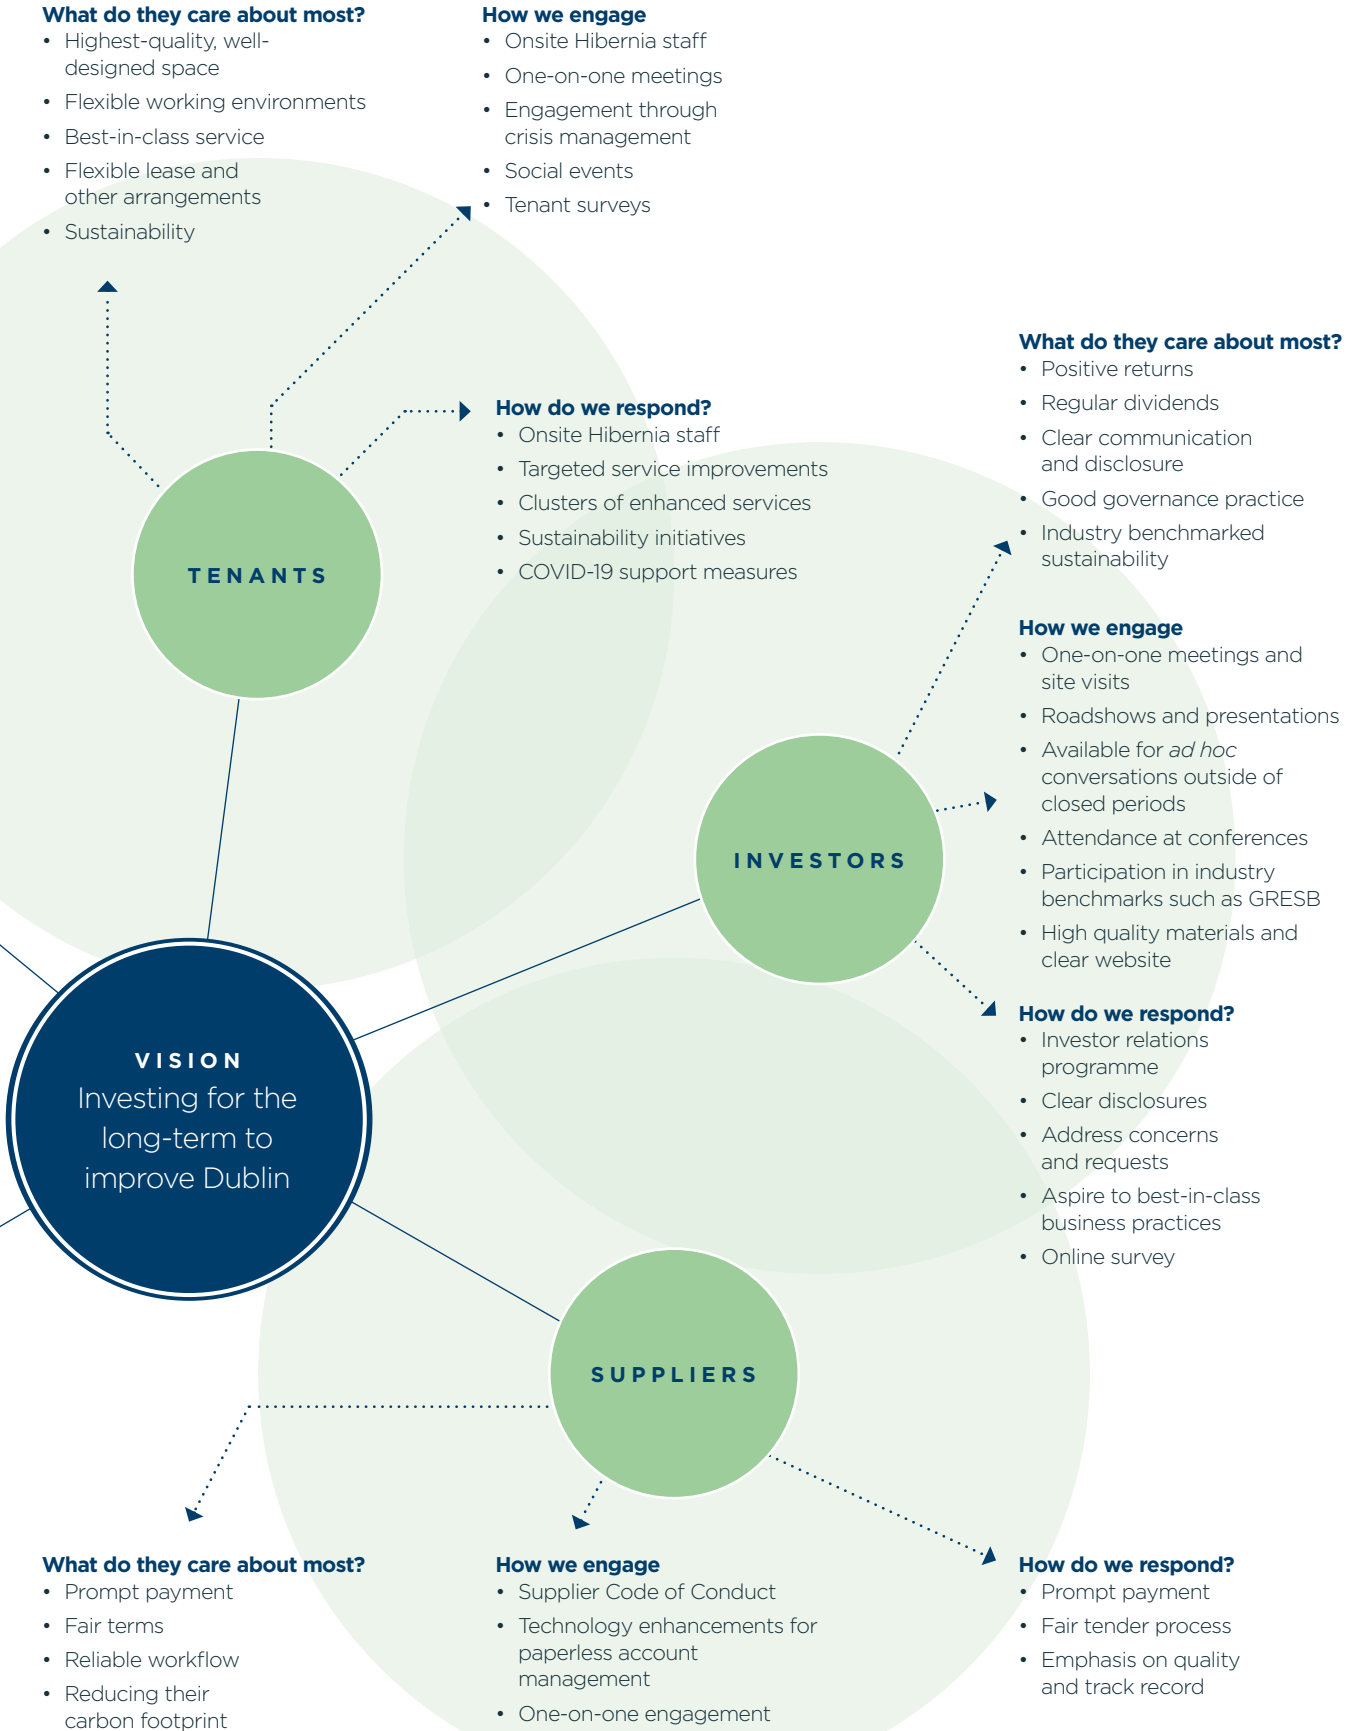 What do they care about most?
• Highest-quality, well-
designed space
• Flexible working environments
• Best-in-class service
• Flexible lease and
other arrangements
• Sustainability
How we engage
• Onsite Hibernia staff
• One-on-one meetings
• Engagement through
crisis management
• Social events
• Tenant surveys
How do we respond?
• Onsite Hibernia staff
• Targeted service improvements
• Clusters of enhanced services
• Sustainability initiatives
• COVID-19 support measures
TENANTS
What do they care about most?
• Positive returns
• Regular dividends
• Clear communication
and disclosure
• Good governance practice
• Industry benchmarked
sustainability
How we engage
• One-on-one meetings and
site visits
• Roadshows and presentations
• Available for ad hoc
conversations outside of
closed periods
• Attendance at conferences
• Participation in industry
benchmarks such as GRESB
• High quality materials and
clear website
How do we respond?
• Investor relations
programme
• Clear disclosures
• Address concerns
and requests
• Aspire to best-in-class
business practices
• Online survey
INVESTORS
VISION
Investing for the
long-term to
improve Dublin
SUPPLIERS
What do they care about most?
• Prompt payment
• Fair terms
• Reliable workflow
• Reducing their
carbon footprint
How we engage
• Supplier Code of Conduct
• Technology enhancements for
paperless account
management
• One-on-one engagement
How do we respond?
• Prompt payment
• Fair tender process
• Emphasis on quality
and track record